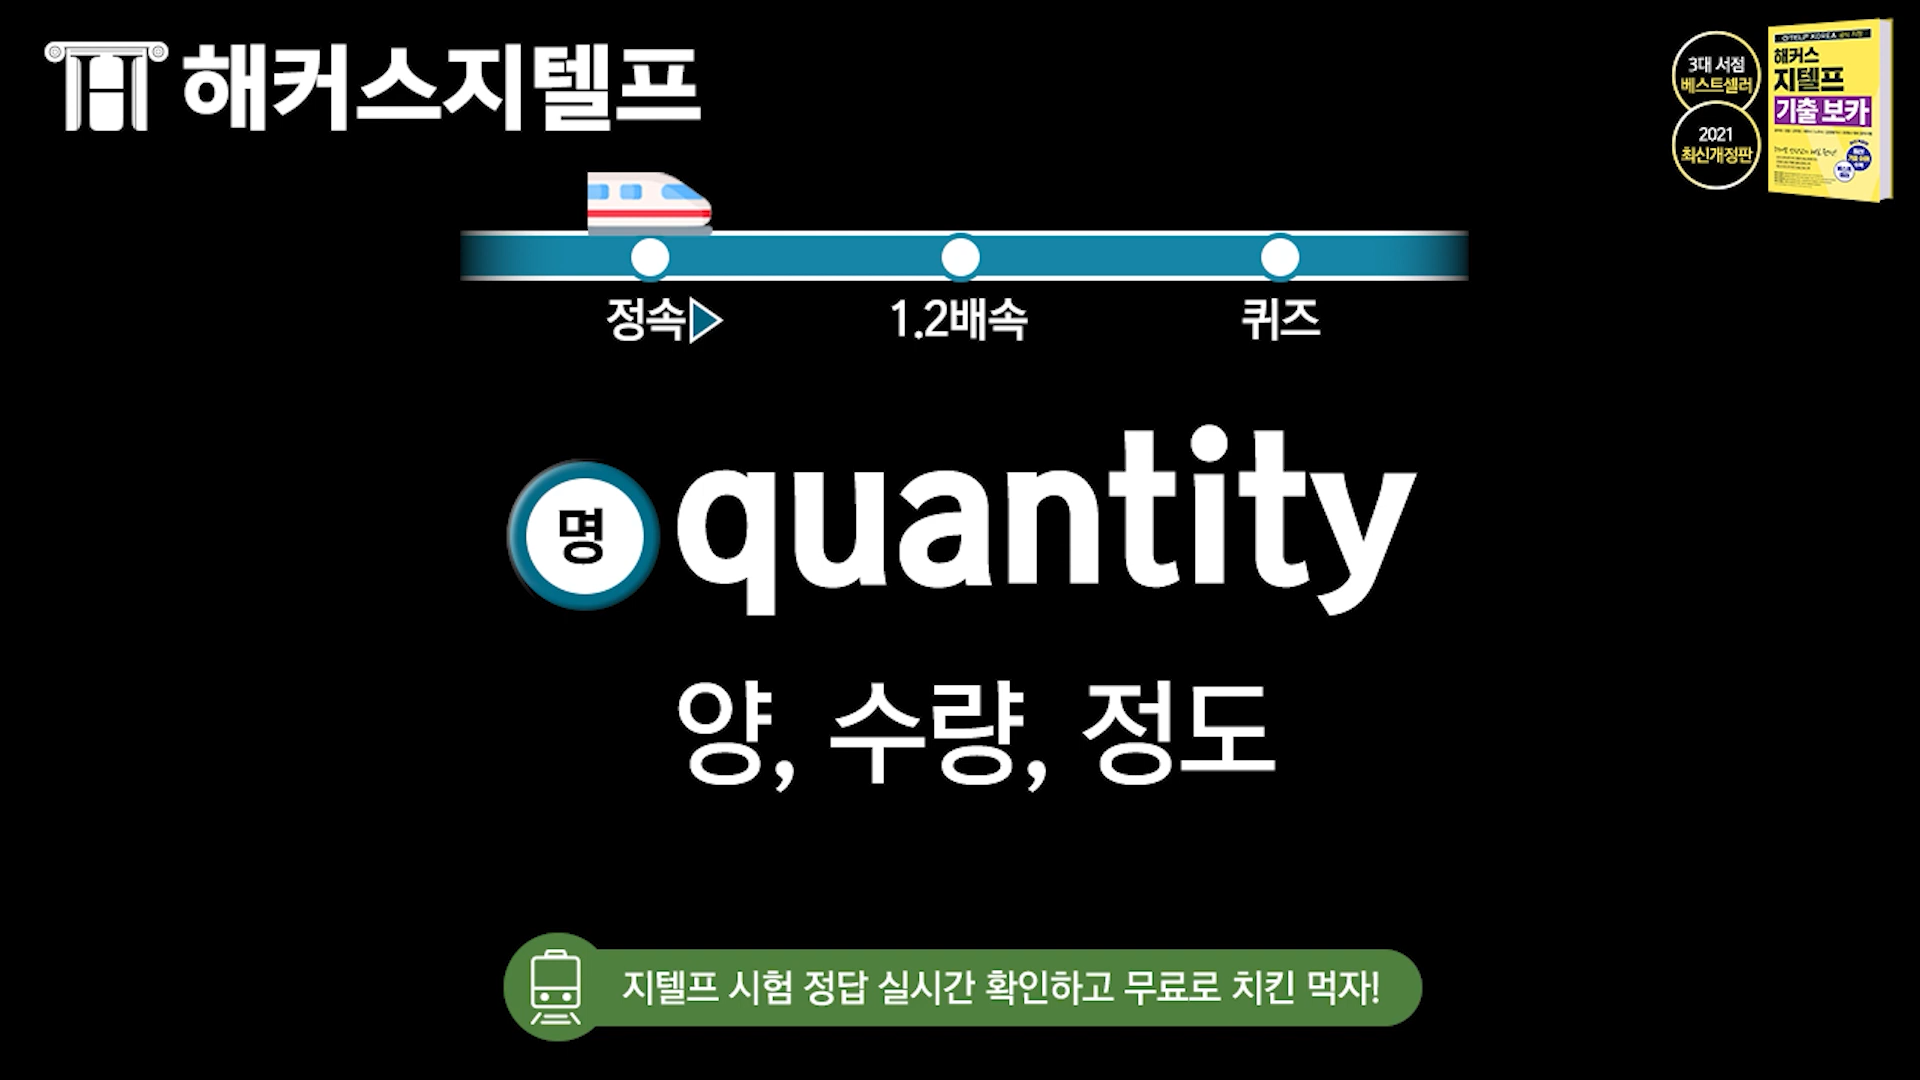 해커스지텔프
3대 서점
베스트셀러
2021
최신개정판
해커스
지텔프
기출 보카
정속
1.2배속
퀴즈
명
quantity
양, 수량, 정도
지텔프 시험 정답 실시간 확인하고 무료로 치킨 먹자!